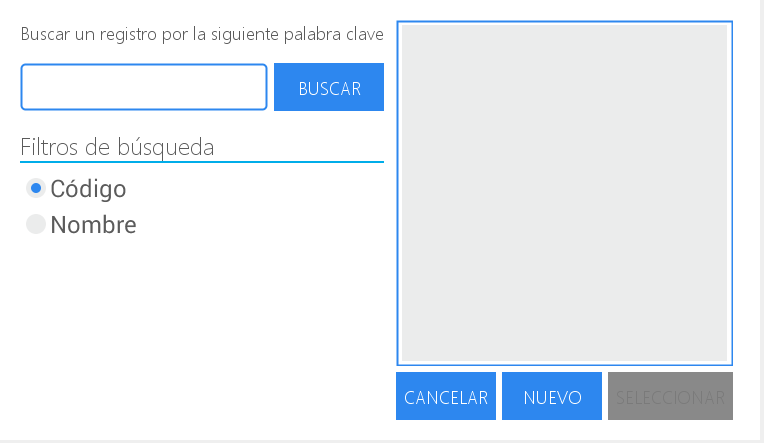 Buscar un registro por la siguiente palabra clave
BUSCAR
Filtros de búsqueda
Código
Nombre
CANCELAR
NUEVO
SELECCIONAR